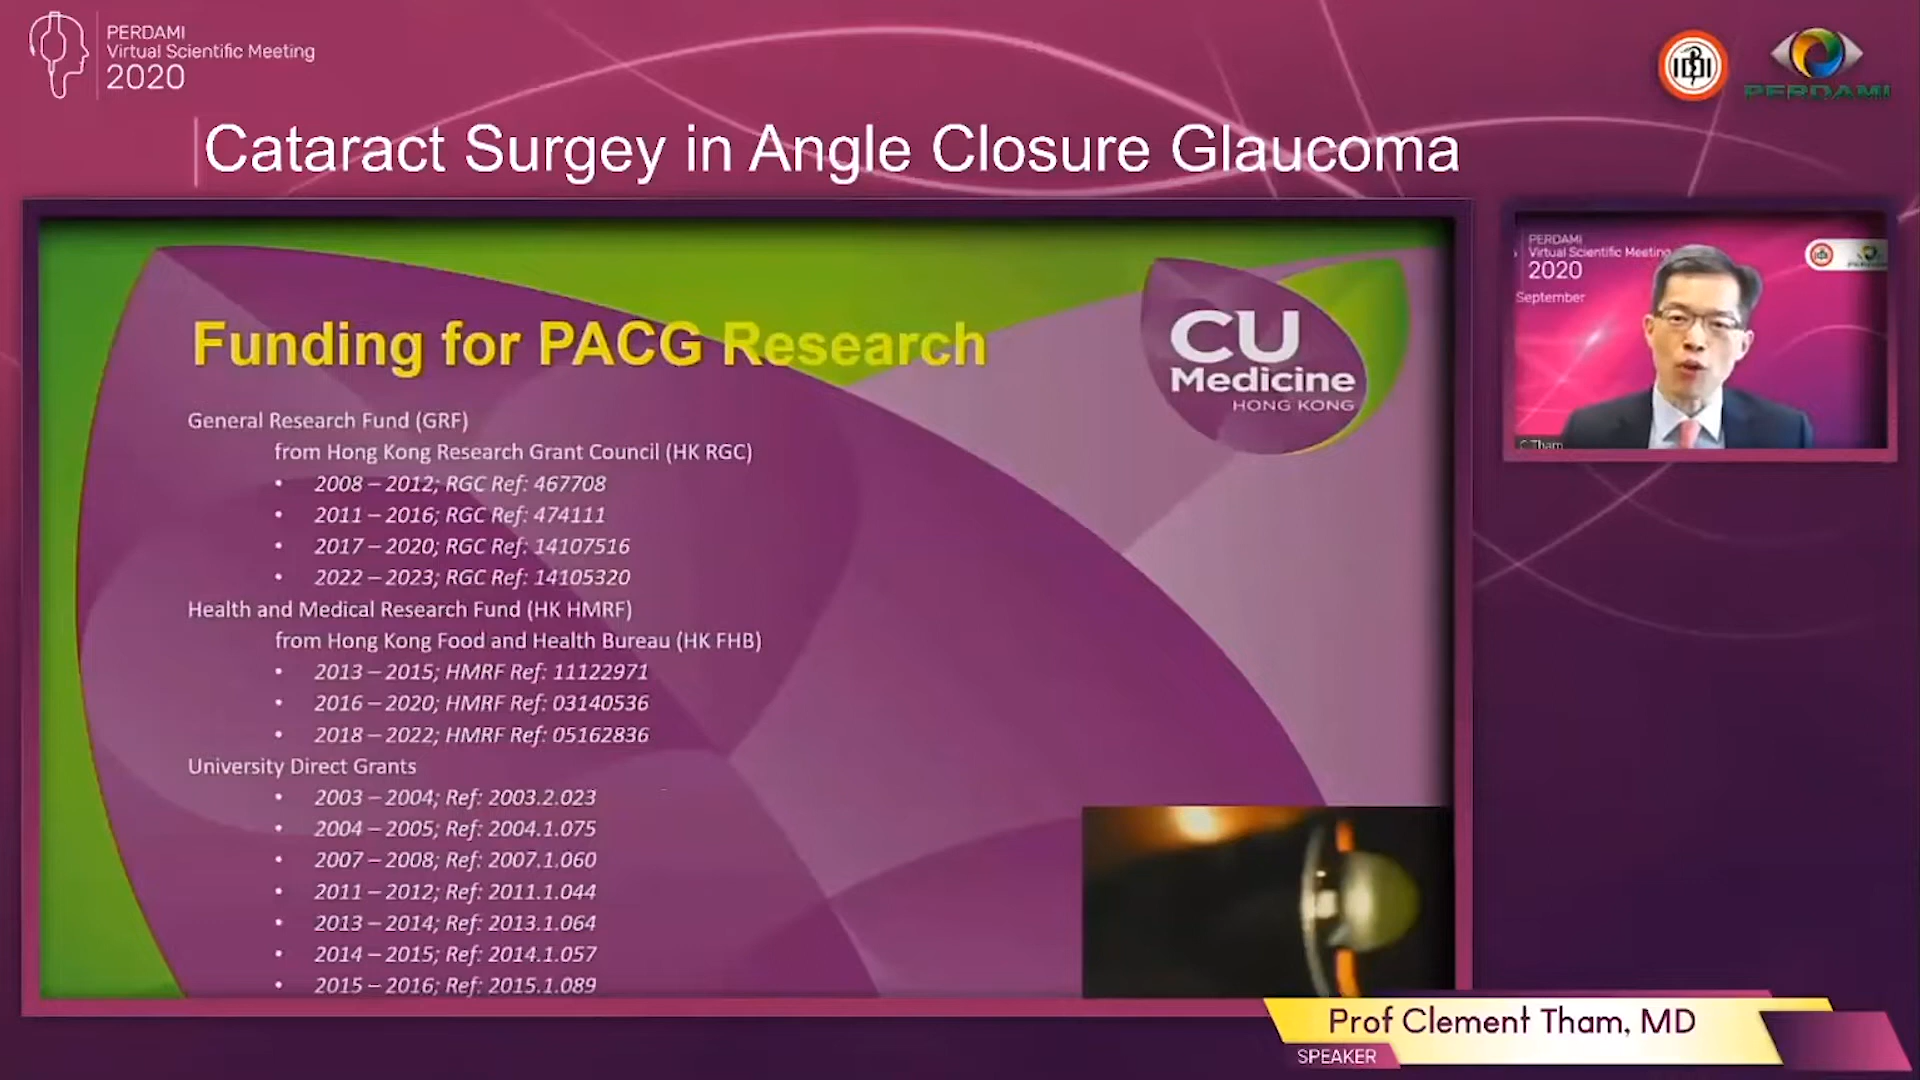 PERDAMI
Virtual Scientific Meeting
2020
PERDAMI
Cataract Surgey in Angle Closure Glaucoma
Funding for PACG Research
CU
Medicine
HONG KONG
General Research Fund (GRF)
from Hong Kong Research Grant Council (HK RGC)
• 2008 – 2012; RGC Ref: 467708
• 2011 – 2016; RGC Ref: 474111
• 2017 – 2020; RGC Ref: 14107516
• 2022 – 2023; RGC Ref: 14105320
Health and Medical Research Fund (HK HMRF)
from Hong Kong Food and Health Bureau (HK FHB)
• 2013 – 2015; HMRF Ref: 11122971
• 2016 – 2020; HMRF Ref: 03140536
• 2018 – 2022; HMRF Ref: 05162836
University Direct Grants
• 2003 – 2004; Ref: 2003.2.023
• 2004 – 2005; Ref: 2004.1.075
• 2007 – 2008; Ref: 2007.1.060
• 2011 – 2012; Ref: 2011.1.044
• 2013 – 2014; Ref: 2013.1.064
• 2014 – 2015; Ref: 2014.1.057
• 2015 – 2016; Ref: 2015.1.089
PERDAMI
Virtual Scientific Meeting
2020
September
C Tham
Prof Clement Tham, MD
SPEAKER